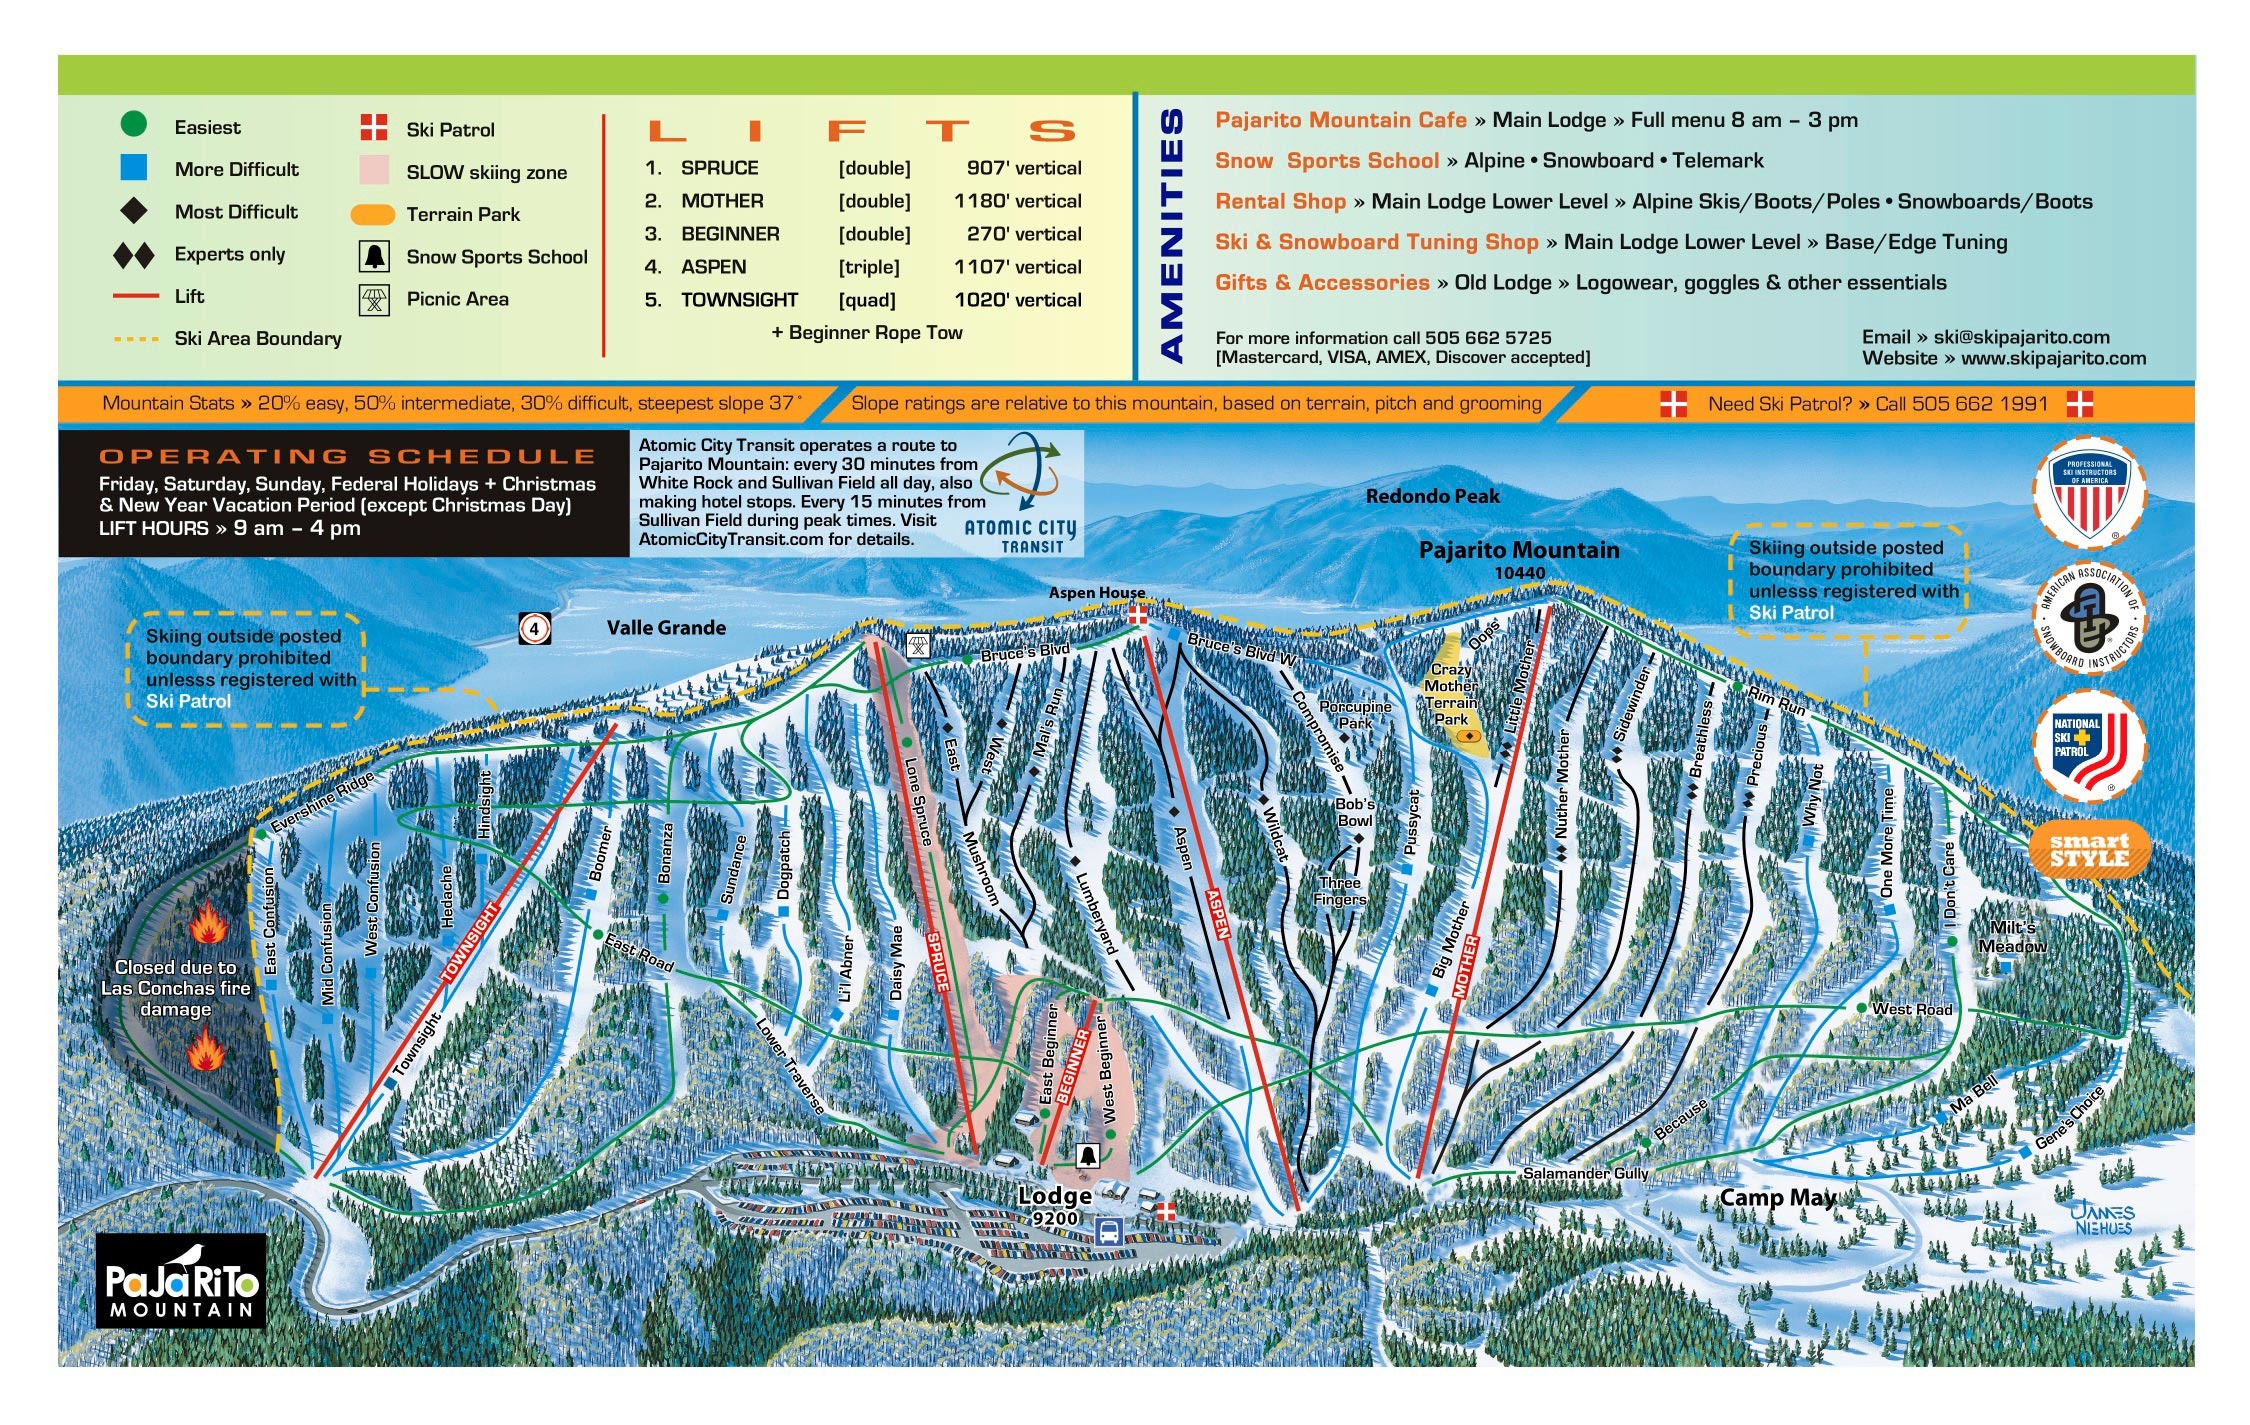 Easiest
More Difficult
Most Difficult
Experts only
Lift
Ski Area Boundary
Ski Patrol
SLOW skiing zone
Terrain Park
Snow Sports School
Picnic Area
LIFTS
1. SPRUCE [double] 907' vertical
2. MOTHER [double] 1180' vertical
3. BEGINNER [double] 270' vertical
4. ASPEN [triple] 1107' vertical
5. TOWNSIGHT [quad] 1020' vertical
+ Beginner Rope Tow
AMENITIES
Pajarito Mountain Cafe » Main Lodge » Full menu 8 am – 3 pm
Snow Sports School » Alpine • Snowboard • Telemark
Rental Shop » Main Lodge Lower Level » Alpine Skis/Boots/Poles • Snowboards/Boots
Ski & Snowboard Tuning Shop » Main Lodge Lower Level » Base/Edge Tuning
Gifts & Accessories » Old Lodge » Logowear, goggles & other essentials
For more information call 505 662 5725
[Mastercard, VISA, AMEX, Discover accepted]
Email » ski@skipajarito.com
Website » www.skipajarito.com
Mountain Stats » 20% easy, 50% intermediate, 30% difficult, steepest slope 37°
Slope ratings are relative to this mountain, based on terrain, pitch and grooming
Need Ski Patrol? » Call 505 662 1991
OPERATING SCHEDULE
Friday, Saturday, Sunday, Federal Holidays + Christmas
& New Year Vacation Period (except Christmas Day)
LIFT HOURS » 9 am – 4 pm
Atomic City Transit operates a route to
Pajarito Mountain: every 30 minutes from
White Rock and Sullivan Field all day, also
making hotel stops. Every 15 minutes from
Sullivan Field during peak times. Visit
AtomicCityTransit.com for details.
ATOMIC CITY
TRANSIT
Redondo Peak
Pajarito Mountain
10440
Skiing outside posted
boundary prohibited
unlesss registered with
Ski Patrol
PROFESSIONAL
SKI INSTRUCTORS
OF AMERICA
®
AMERICAN ASSOCIATION OF
SNOWBOARD INSTRUCTORS
NATIONAL
SKI
PATROL
®
smart
STYLE
Skiing outside posted
boundary prohibited
unlesss registered with
Ski Patrol
4
Valle Grande
Aspen House
Bruce's Blvd
Bruce's Blvd W
Oops
Crazy
Mother
Terrain
Park
Little Mother
Porcupine
Park
Compromise
Bob's
Bowl
Three
Fingers
Pussycat
Nuther Mother
Sidewinder
Breathless
Precious
Rim Run
Why Not
One More Time
I Don't Care
Milt's
Meadow
West Road
Evershine Ridge
Hindsight
East Confusion
Mid Confusion
West Confusion
Hedache
TOWNSIGHT
Townsight
Boomer
Bonanza
East Road
Sundance
Dogpatch
Li'l Abner
Daisy Mae
Lower Traverse
Lone Spruce
SPRUCE
East
West
Mushroom
Mal's Run
Lumberyard
Aspen
ASPEN
Wildcat
Big Mother
MOTHER
East Beginner
BEGINNER
West Beginner
Closed due to
Las Conchas fire
damage
Because
Salamander Gully
Ma Bell
Gene's Choice
Camp May
Lodge
9200
JAMES
NIEHUES
PaJaRiTo
MOUNTAIN